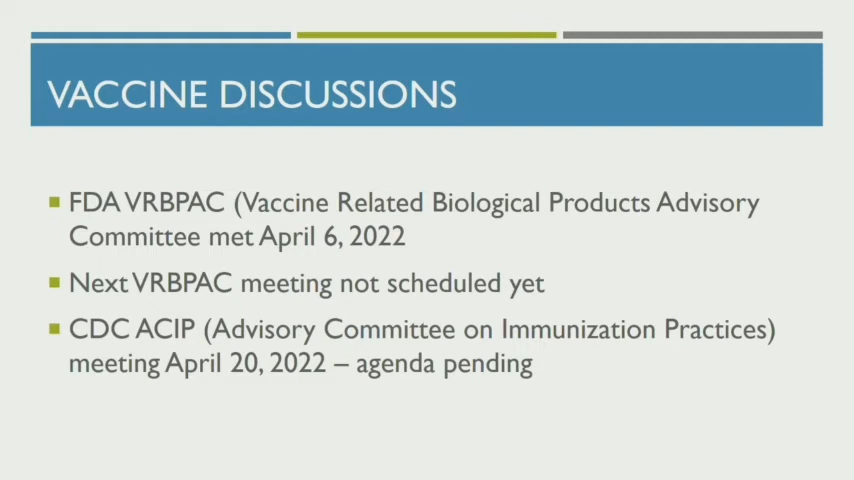 VACCINE DISCUSSIONS
FDA VRBPAC (Vaccine Related Biological Products Advisory
Committee met April 6, 2022
Next VRBPAC meeting not scheduled yet
CDC ACIP (Advisory Committee on Immunization Practices)
meeting April 20, 2022 – agenda pending